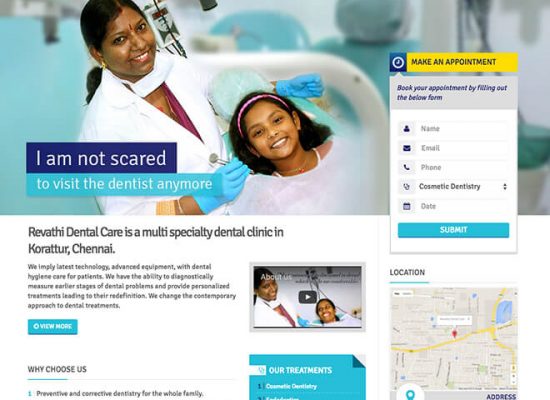 MAKE AN APPOINTMENT
Book your appointment by filling out
the below form
Name
Email
Phone
Cosmetic Dentistry
Date
SUBMIT
I am not scared
to visit the dentist anymore
Revathi Dental Care is a multi specialty dental clinic in
Korattur, Chennai.
We imply latest technology, advanced equipment, with dental
hygiene care for patients. We have the ability to diagnostically
measure earlier stages of dental problems and provide personalized
treatments leading to their redefinition. We change the contemporary
approach to dental treatments.
VIEW MORE
About us
LOCATION
WHY CHOOSE US
1 Preventive and corrective dentistry for the whole family.
OUR TREATMENTS
1 Cosmetic Dentistry
ADDRESS